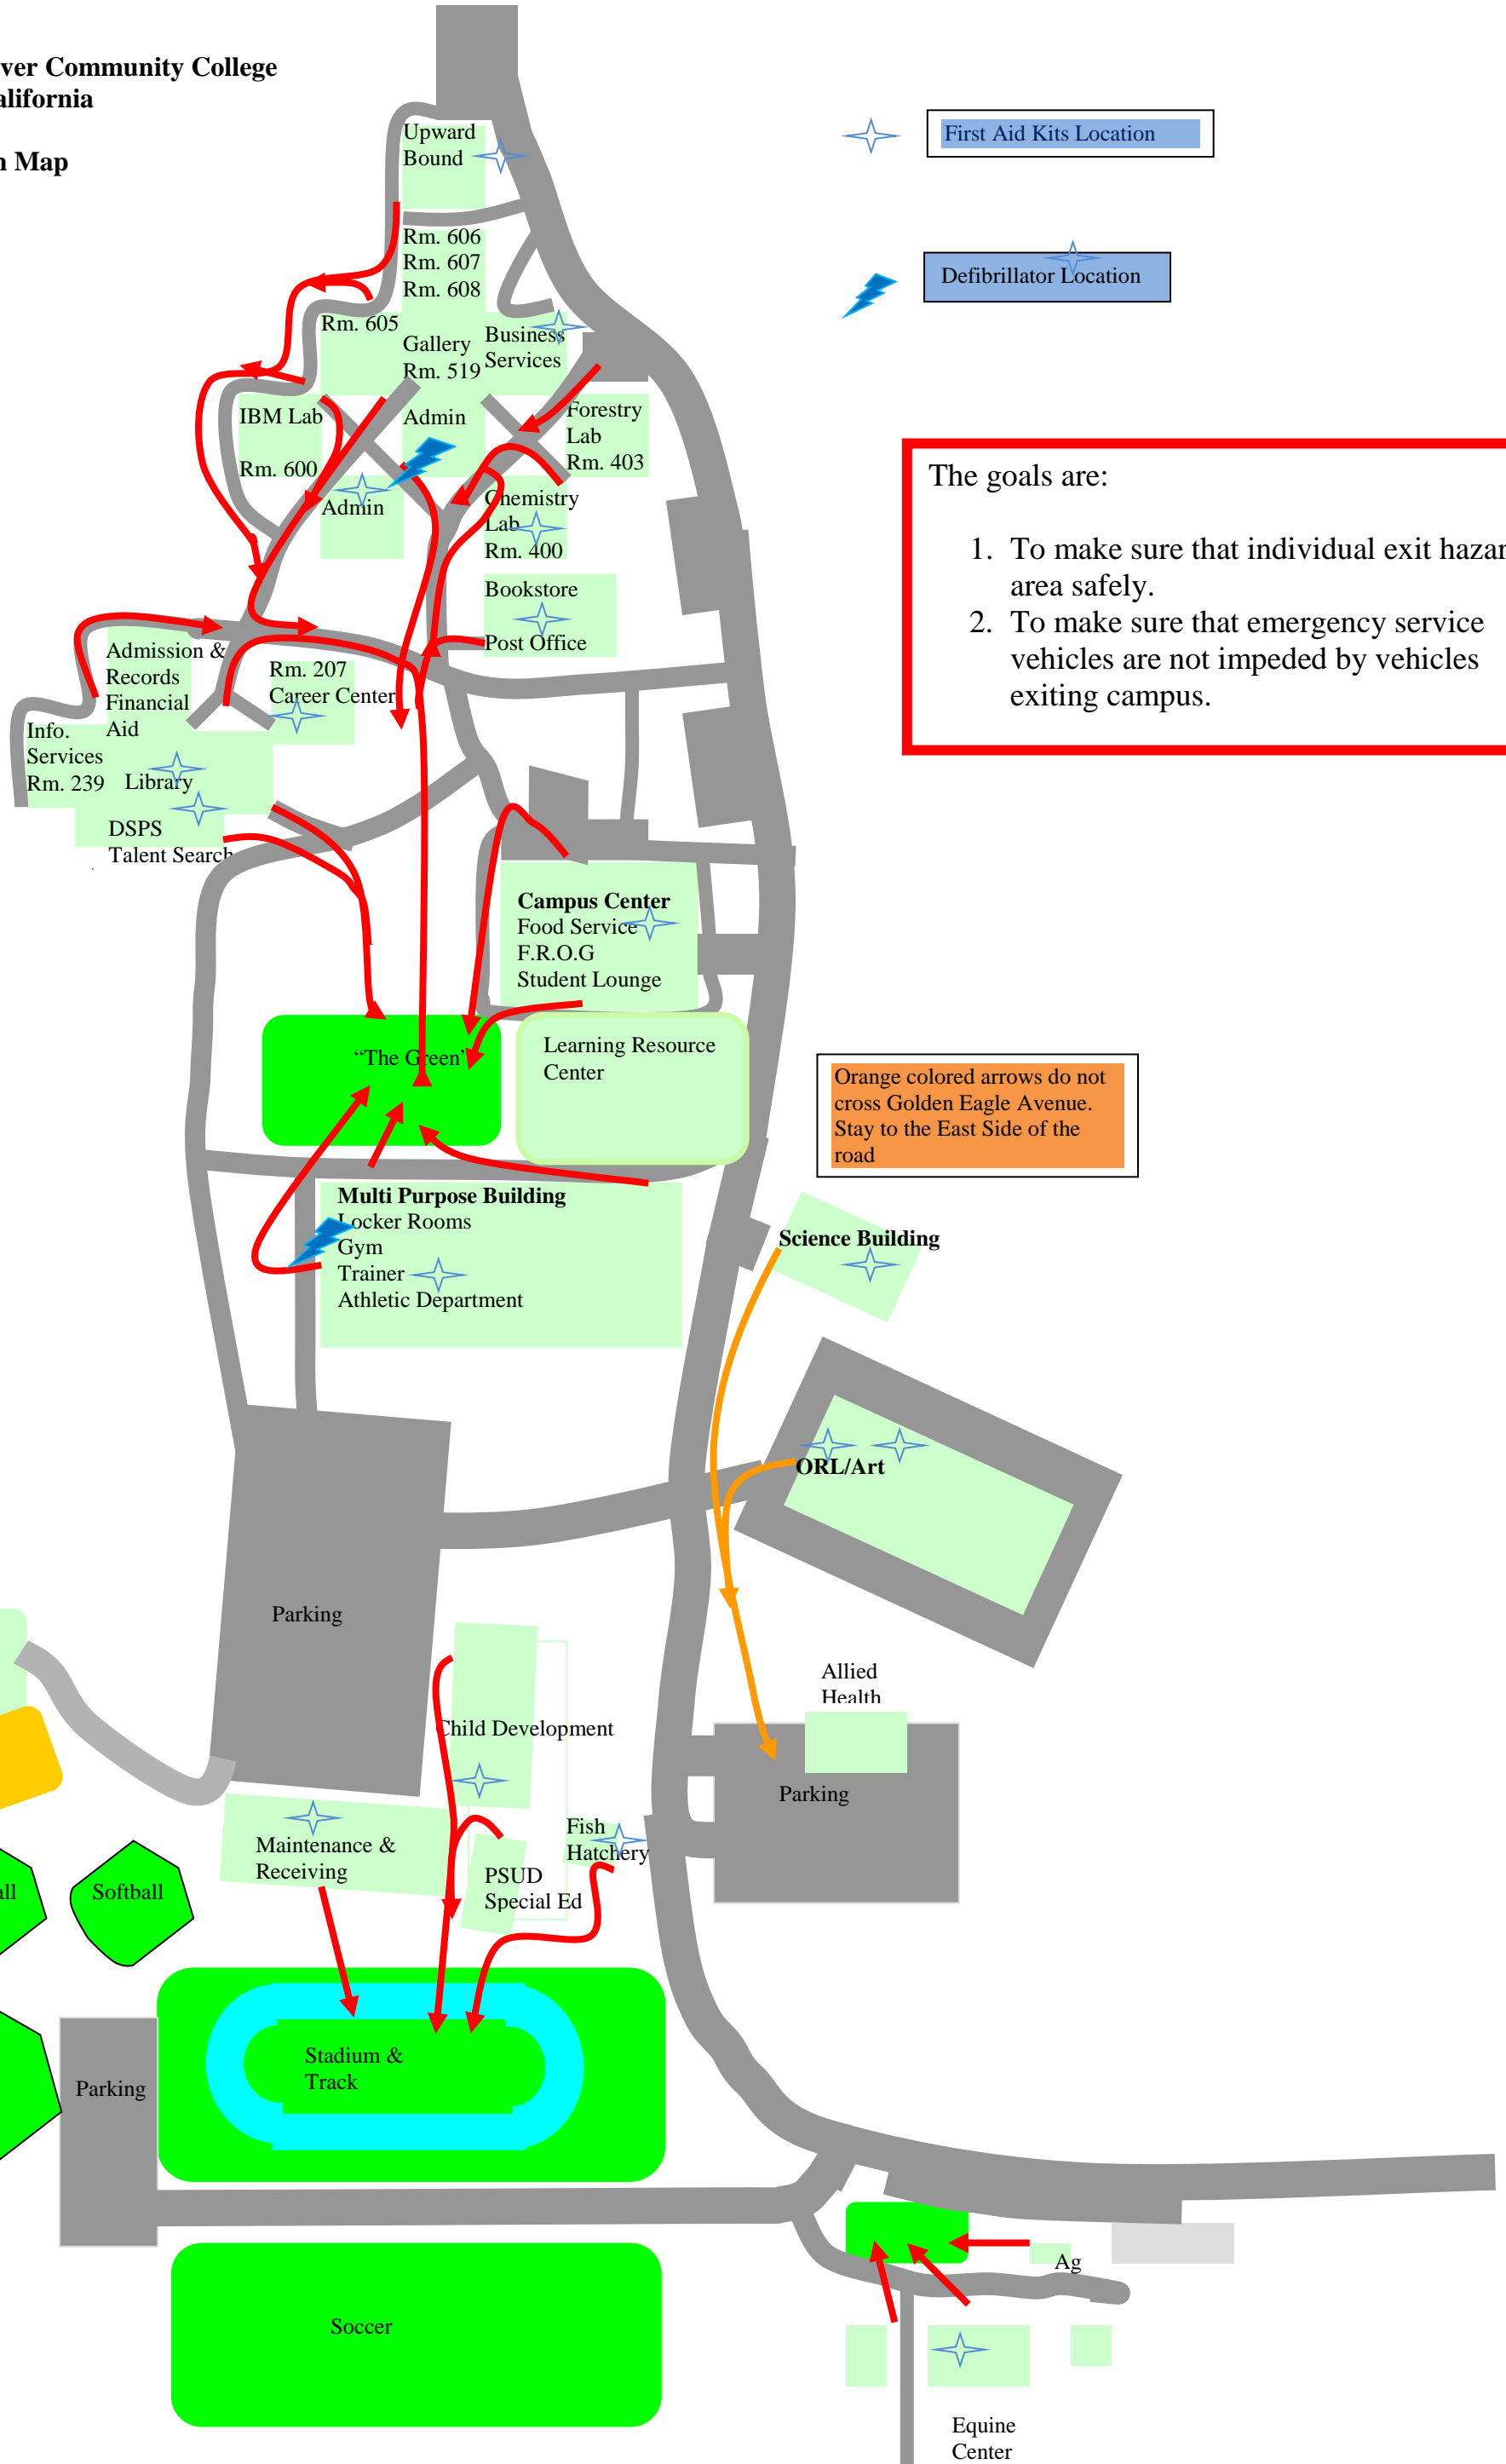 ver Community College
alifornia
n Map
First Aid Kits Location
Defibrillator Location
Upward
Bound
Rm. 606
Rm. 607
Rm. 608
Rm. 605
Gallery
Rm. 519
Business
Services
IBM Lab
Rm. 600
Admin
Forestry
Lab
Rm. 403
Admin
Chemistry
Lab
Rm. 400
Bookstore
Post Office
The goals are:
1. To make sure that individual exit hazar
area safely.
2. To make sure that emergency service
vehicles are not impeded by vehicles
exiting campus.
Admission &
Records
Financial
Aid
Rm. 207
Career Center
Info.
Services
Rm. 239
Library
DSPS
Talent Search
Campus Center
Food Service
F.R.O.G
Student Lounge
“The Green”
Learning Resource
Center
Orange colored arrows do not
cross Golden Eagle Avenue.
Stay to the East Side of the
road
Multi Purpose Building
Locker Rooms
Gym
Trainer
Athletic Department
Science Building
ORL/Art
Parking
Allied
Health
Child Development
Parking
Maintenance &
Receiving
Fish
Hatchery
PSUD
Special Ed
all
Softball
Stadium &
Track
Parking
Ag
Soccer
Equine
Center